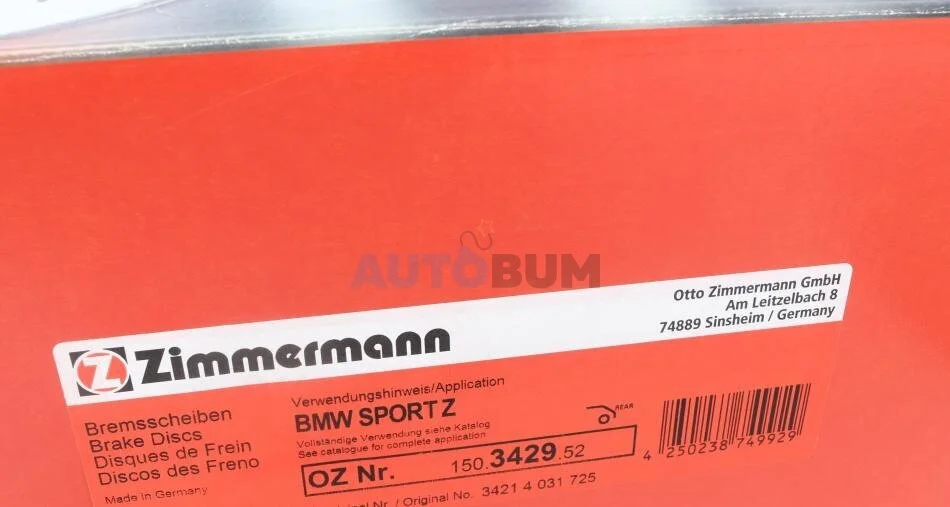 AUTOBUM
Otto Zimmermann GmbH
Am Leitzelbach 8
74889 Sinsheim / Germany
Z Zimmermann
Bremsscheiben
Brake Discs
Disques de Frein
Discos des Freno
Made in Germany
Verwendungshinweis/Application
BMW SPORT Z
Vollständige Verwendung siehe Katalog
See catalogue for complete application
OZ Nr. 150.3429.52
Nr. / Original No. 3421 4 031 725
REAR
4 250238 749929